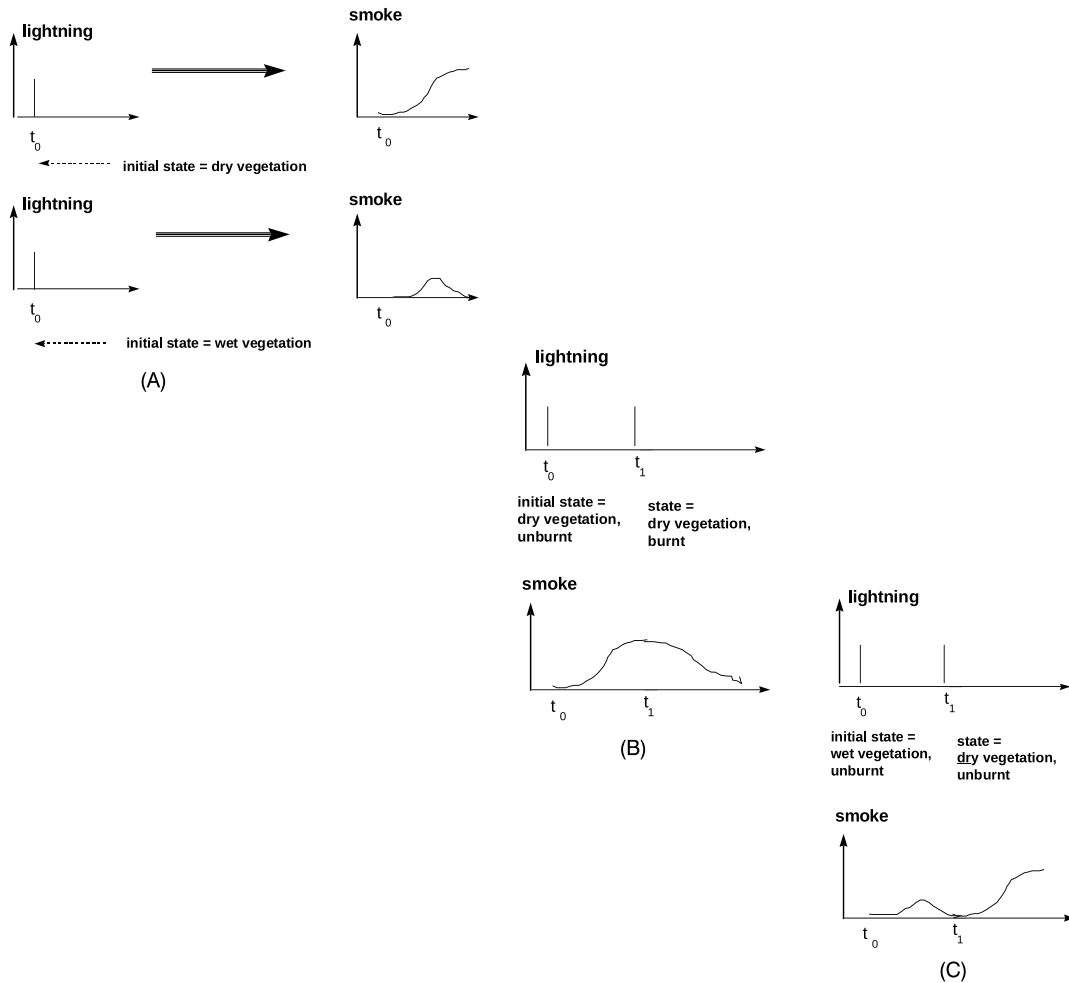 lightning
smoke
t0
t0
initial state = dry vegetation
lightning
smoke
t0
t0
initial state = wet vegetation
(A)
lightning
t0
t1
initial state =
dry vegetation,
unburnt
state =
dry vegetation,
burnt
smoke
t0
t1
(B)
lightning
t0
t1
initial state =
wet vegetation,
unburnt
state =
dry vegetation,
unburnt
smoke
t0
t1
(C)